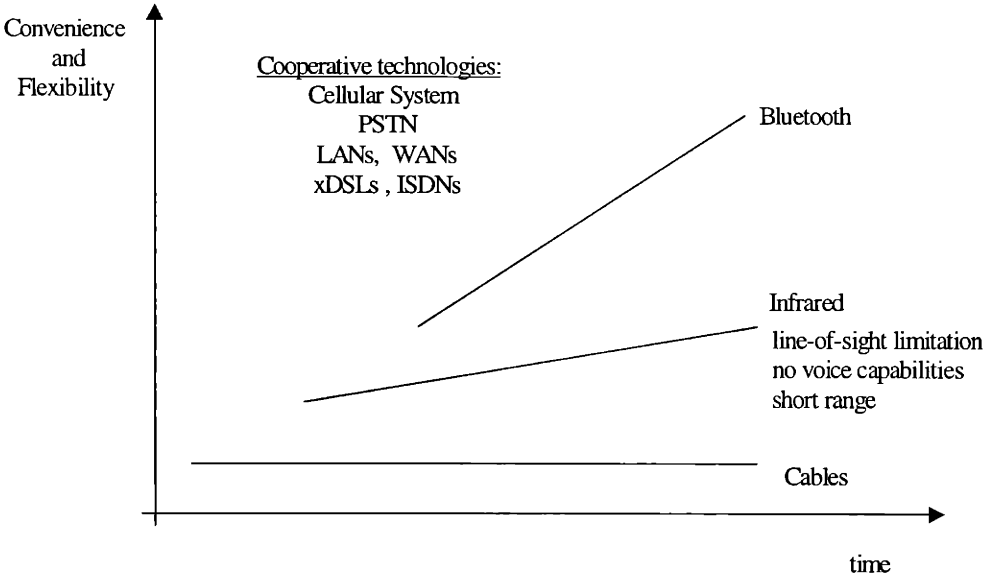 Convenience
and
Flexibility
Cooperative technologies:
Cellular System
PSTN
LANs, WANs
xDSLs , ISDNs
Bluetooth
Infrared
line-of-sight limitation
no voice capabilities
short range
Cables
time